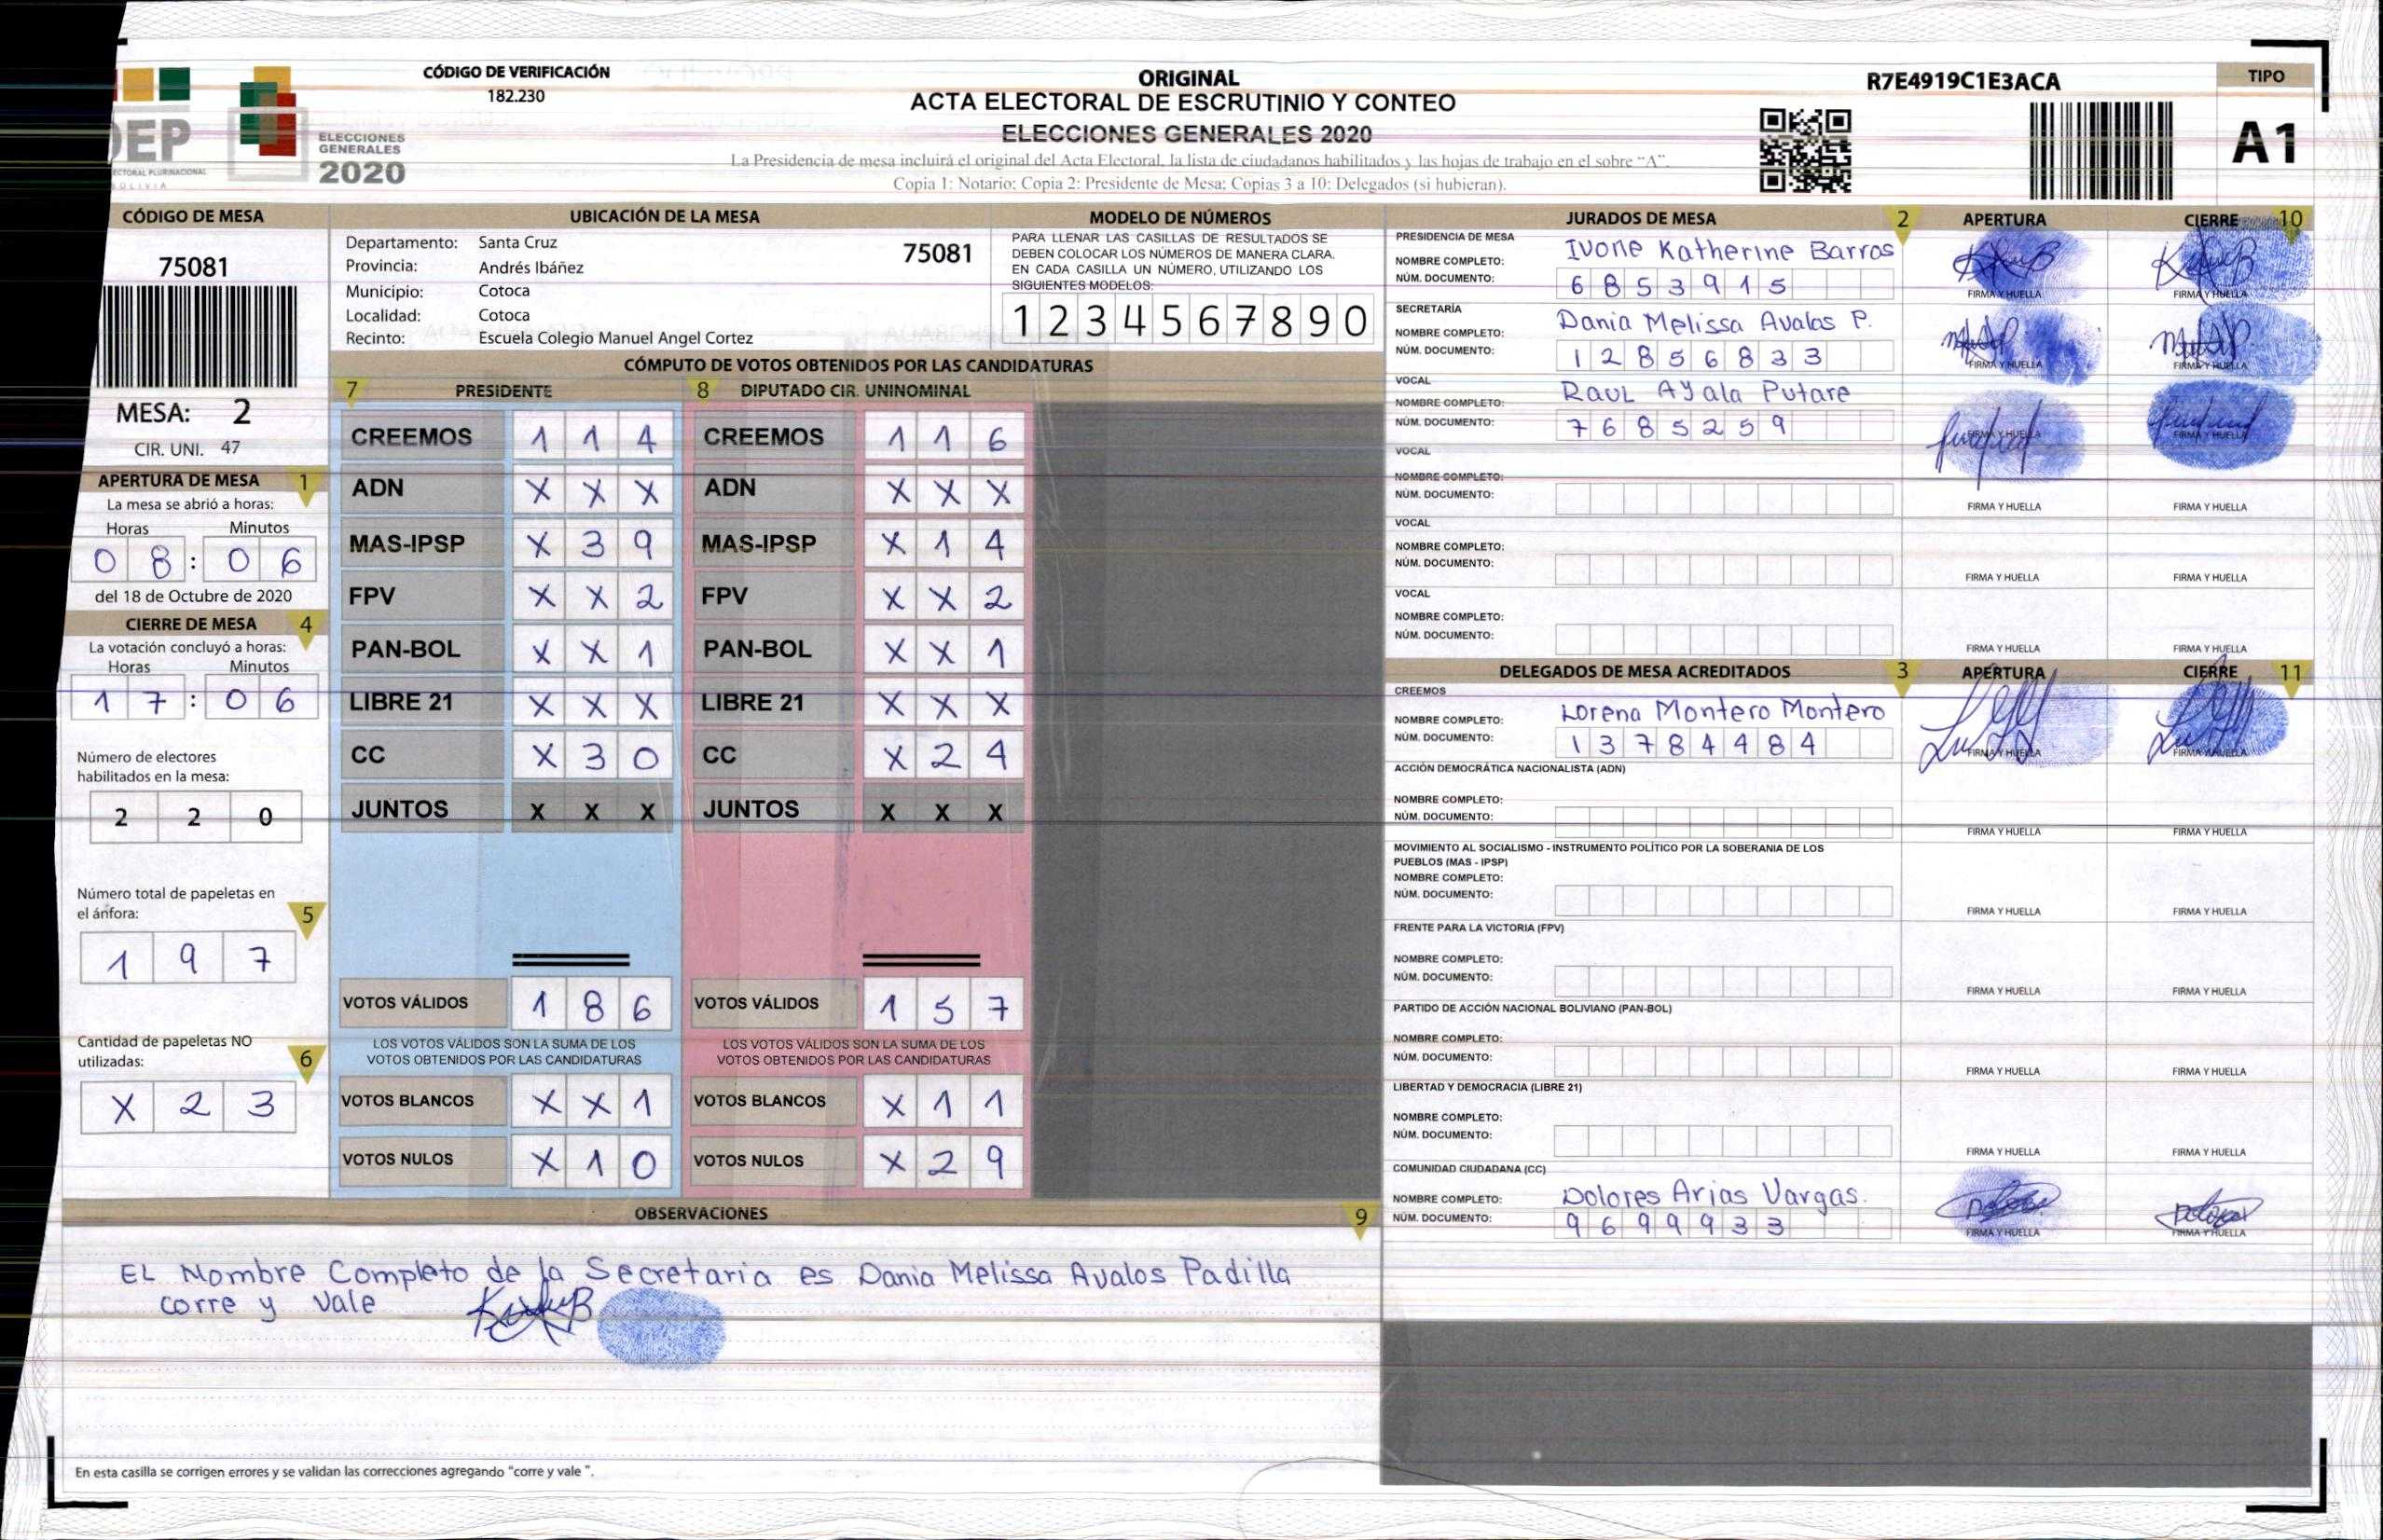 CÓDIGO DE VERIFICACIÓN
182.230
ORIGINAL
ACTA ELECTORAL DE ESCRUTINIO Y CONTEO
ELECCIONES GENERALES 2020
La Presidencia de mesa incluirá el original del Acta Electoral, la lista de ciudadanos habilitados y las hojas de trabajo en el sobre "A".
Copia 1: Notario; Copia 2: Presidente de Mesa; Copias 3 a 10: Delegados (si hubieran).
R7E4919C1E3ACA
TIPO
A1
OEP
BOLIVIA
ELECCIONES
GENERALES
2020
CÓDIGO DE MESA
75081
MESA: 2
CIR. UNI. 47
APERTURA DE MESA 1
La mesa se abrió a horas:
Horas Minutos
0 8 : 0 6
del 18 de Octubre de 2020
CIERRE DE MESA 4
La votación concluyó a horas:
Horas Minutos
1 7 : 0 6
Número de electores
habilitados en la mesa:
2 2 0
Número total de papeletas en
el ánfora: 5
1 9 7
Cantidad de papeletas NO
utilizadas: 6
X 2 3
UBICACIÓN DE LA MESA
Departamento: Santa Cruz 75081
Provincia: Andrés Ibáñez
Municipio: Cotoca
Localidad: Cotoca
Recinto: Escuela Colegio Manuel Angel Cortez
MODELO DE NÚMEROS
PARA LLENAR LAS CASILLAS DE RESULTADOS SE
DEBEN COLOCAR LOS NÚMEROS DE MANERA CLARA.
EN CADA CASILLA UN NÚMERO, UTILIZANDO LOS
SIGUIENTES MODELOS:
1 2 3 4 5 6 7 8 9 0
CÓMPUTO DE VOTOS OBTENIDOS POR LAS CANDIDATURAS
7 PRESIDENTE 8 DIPUTADO CIR. UNINOMINAL
CREEMOS 1 1 4 CREEMOS 1 1 6
ADN X X X ADN X X X
MAS-IPSP X 3 9 MAS-IPSP X 1 4
FPV X X 2 FPV X X 2
PAN-BOL X X 1 PAN-BOL X X 1
LIBRE 21 X X X LIBRE 21 X X X
CC X 3 0 CC X 2 4
JUNTOS X X X JUNTOS X X X
VOTOS VÁLIDOS 1 8 6 VOTOS VÁLIDOS 1 5 7
LOS VOTOS VÁLIDOS SON LA SUMA DE LOS LOS VOTOS VÁLIDOS SON LA SUMA DE LOS
VOTOS OBTENIDOS POR LAS CANDIDATURAS VOTOS OBTENIDOS POR LAS CANDIDATURAS
VOTOS BLANCOS X X 1 VOTOS BLANCOS X 1 1
VOTOS NULOS X 1 0 VOTOS NULOS X 2 9
OBSERVACIONES 9
EL Nombre Completo de la Secretaria es Dania Melissa Avalos Padilla
corre y vale
En esta casilla se corrigen errores y se validan las correcciones agregando "corre y vale ".
JURADOS DE MESA 2 APERTURA CIERRE 10
PRESIDENCIA DE MESA
NOMBRE COMPLETO: Ivone Katherine Barros
NÚM. DOCUMENTO: 6 8 5 3 9 1 5
FIRMA Y HUELLA FIRMA Y HUELLA
SECRETARÍA
NOMBRE COMPLETO: Dania Melissa Avalos P.
NÚM. DOCUMENTO: 1 2 8 5 6 8 3 3
FIRMA Y HUELLA FIRMA Y HUELLA
VOCAL
NOMBRE COMPLETO: Raul Ayala Putare
NÚM. DOCUMENTO: 7 6 8 5 2 5 9
FIRMA Y HUELLA FIRMA Y HUELLA
VOCAL
NOMBRE COMPLETO:
NÚM. DOCUMENTO:
FIRMA Y HUELLA FIRMA Y HUELLA
VOCAL
NOMBRE COMPLETO:
NÚM. DOCUMENTO:
FIRMA Y HUELLA FIRMA Y HUELLA
VOCAL
NOMBRE COMPLETO:
NÚM. DOCUMENTO:
FIRMA Y HUELLA FIRMA Y HUELLA
DELEGADOS DE MESA ACREDITADOS 3 APERTURA CIERRE 11
CREEMOS
NOMBRE COMPLETO: Lorena Montero Montero
NÚM. DOCUMENTO: 1 3 7 8 4 4 8 4
FIRMA Y HUELLA FIRMA Y HUELLA
ACCIÓN DEMOCRÁTICA NACIONALISTA (ADN)
NOMBRE COMPLETO:
NÚM. DOCUMENTO:
FIRMA Y HUELLA FIRMA Y HUELLA
MOVIMIENTO AL SOCIALISMO - INSTRUMENTO POLÍTICO POR LA SOBERANIA DE LOS
PUEBLOS (MAS - IPSP)
NOMBRE COMPLETO:
NÚM. DOCUMENTO:
FIRMA Y HUELLA FIRMA Y HUELLA
FRENTE PARA LA VICTORIA (FPV)
NOMBRE COMPLETO:
NÚM. DOCUMENTO:
FIRMA Y HUELLA FIRMA Y HUELLA
PARTIDO DE ACCIÓN NACIONAL BOLIVIANO (PAN-BOL)
NOMBRE COMPLETO:
NÚM. DOCUMENTO:
FIRMA Y HUELLA FIRMA Y HUELLA
LIBERTAD Y DEMOCRACIA (LIBRE 21)
NOMBRE COMPLETO:
NÚM. DOCUMENTO:
FIRMA Y HUELLA FIRMA Y HUELLA
COMUNIDAD CIUDADANA (CC)
NOMBRE COMPLETO: Dolores Arias Vargas.
NÚM. DOCUMENTO: 9 6 9 9 9 3 3
FIRMA Y HUELLA FIRMA Y HUELLA